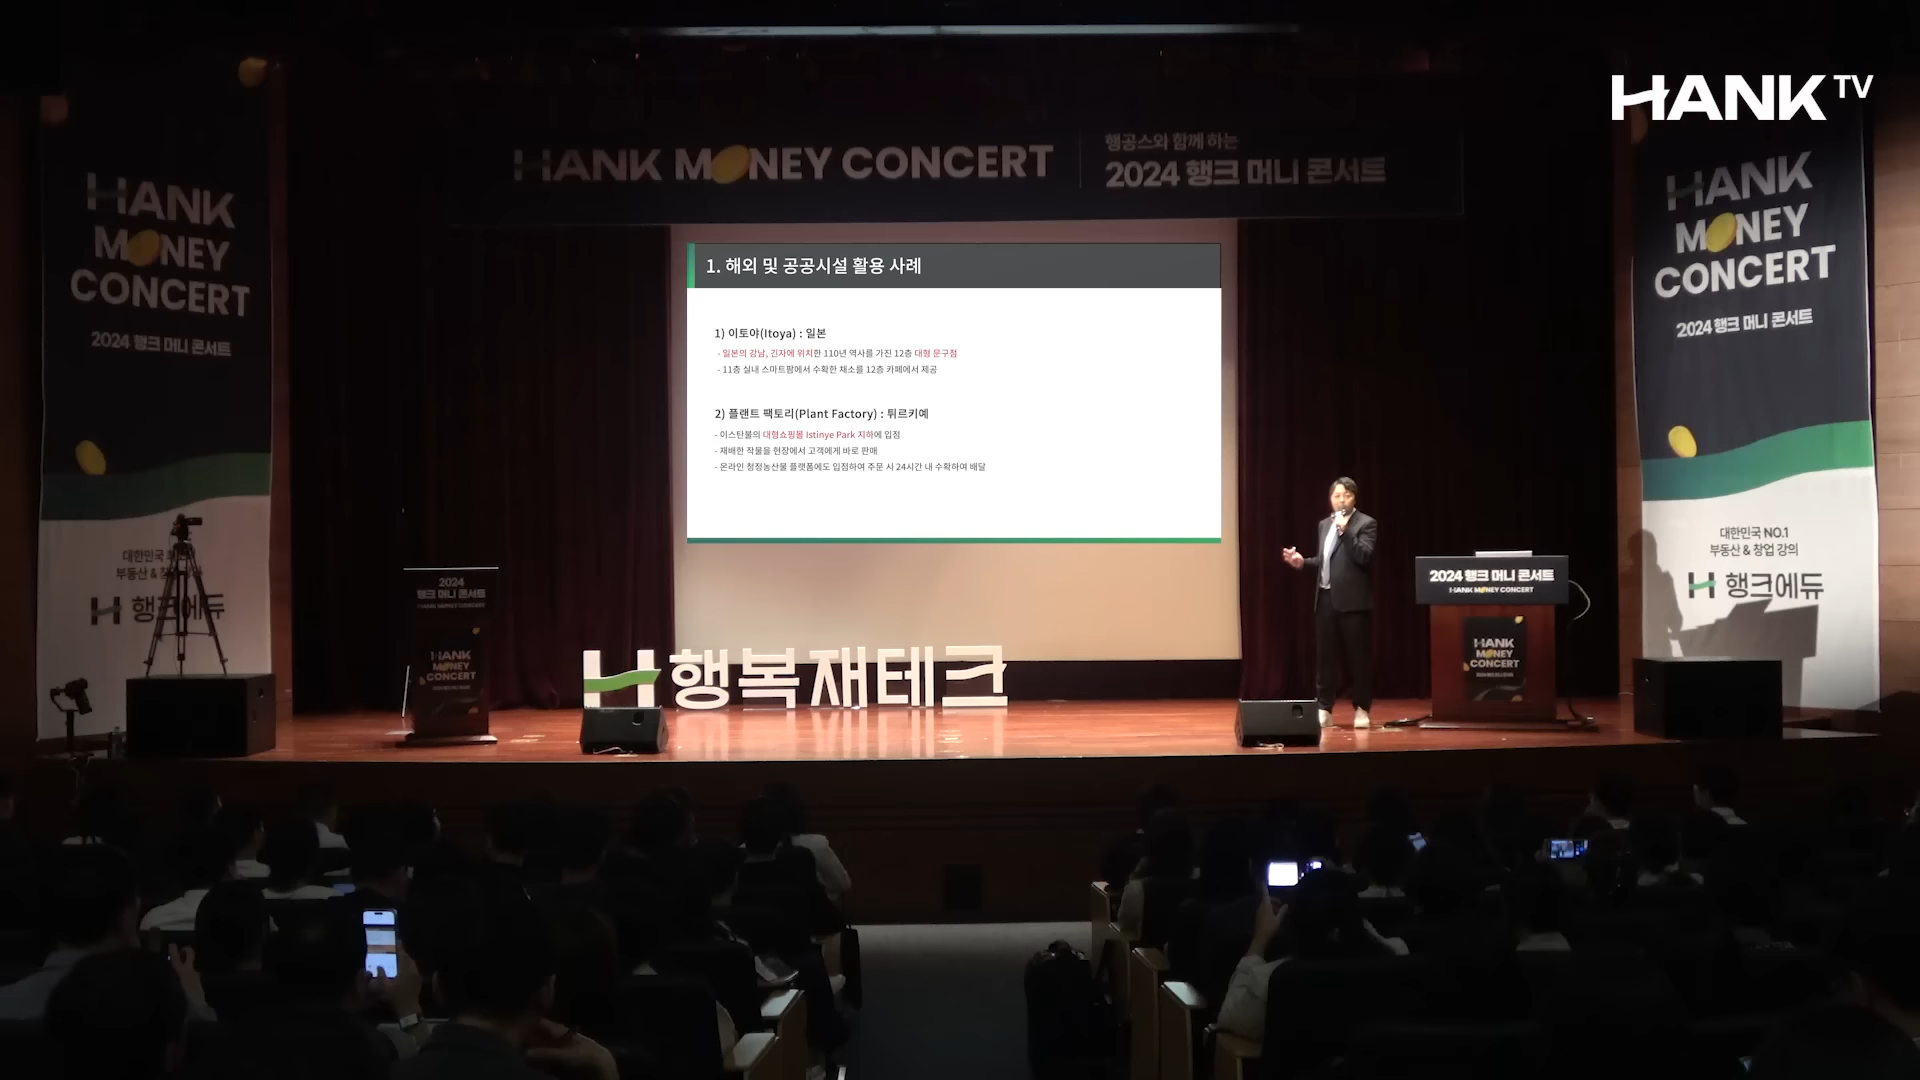 HANK TV
HANK MONEY CONCERT
행공스와 함께 하는
2024 행크 머니 콘서트
HANK
MONEY
CONCERT
2024 행크 머니 콘서트
대한민국
부동산 &
행크에듀
1. 해외 및 공공시설 활용 사례
1) 이토야(Itoya) : 일본
- 일본의 강남, 긴자에 위치한 110년 역사를 가진 12층 대형 문구점
- 11층 실내 스마트팜에서 수확한 채소를 12층 카페에서 제공
2) 플랜트 팩토리(Plant Factory) : 튀르키예
- 이스탄불의 대형쇼핑몰 Istinye Park 지하에 입점
- 재배한 작물을 현장에서 고객에게 바로 판매
- 온라인 청정농산물 플랫폼에도 입점하여 주문 시 24시간 내 수확하여 배달
HANK
MONEY
CONCERT
2024 행크 머니 콘서트
대한민국 NO.1
부동산 & 창업 강의
행크에듀
2024
행크 머니 콘서트
HANK MONEY CONCERT
HANK
MONEY
CONCERT
H 행복재테크
2024 행크 머니 콘서트
HANK MONEY CONCERT
HANK
MONEY
CONCERT